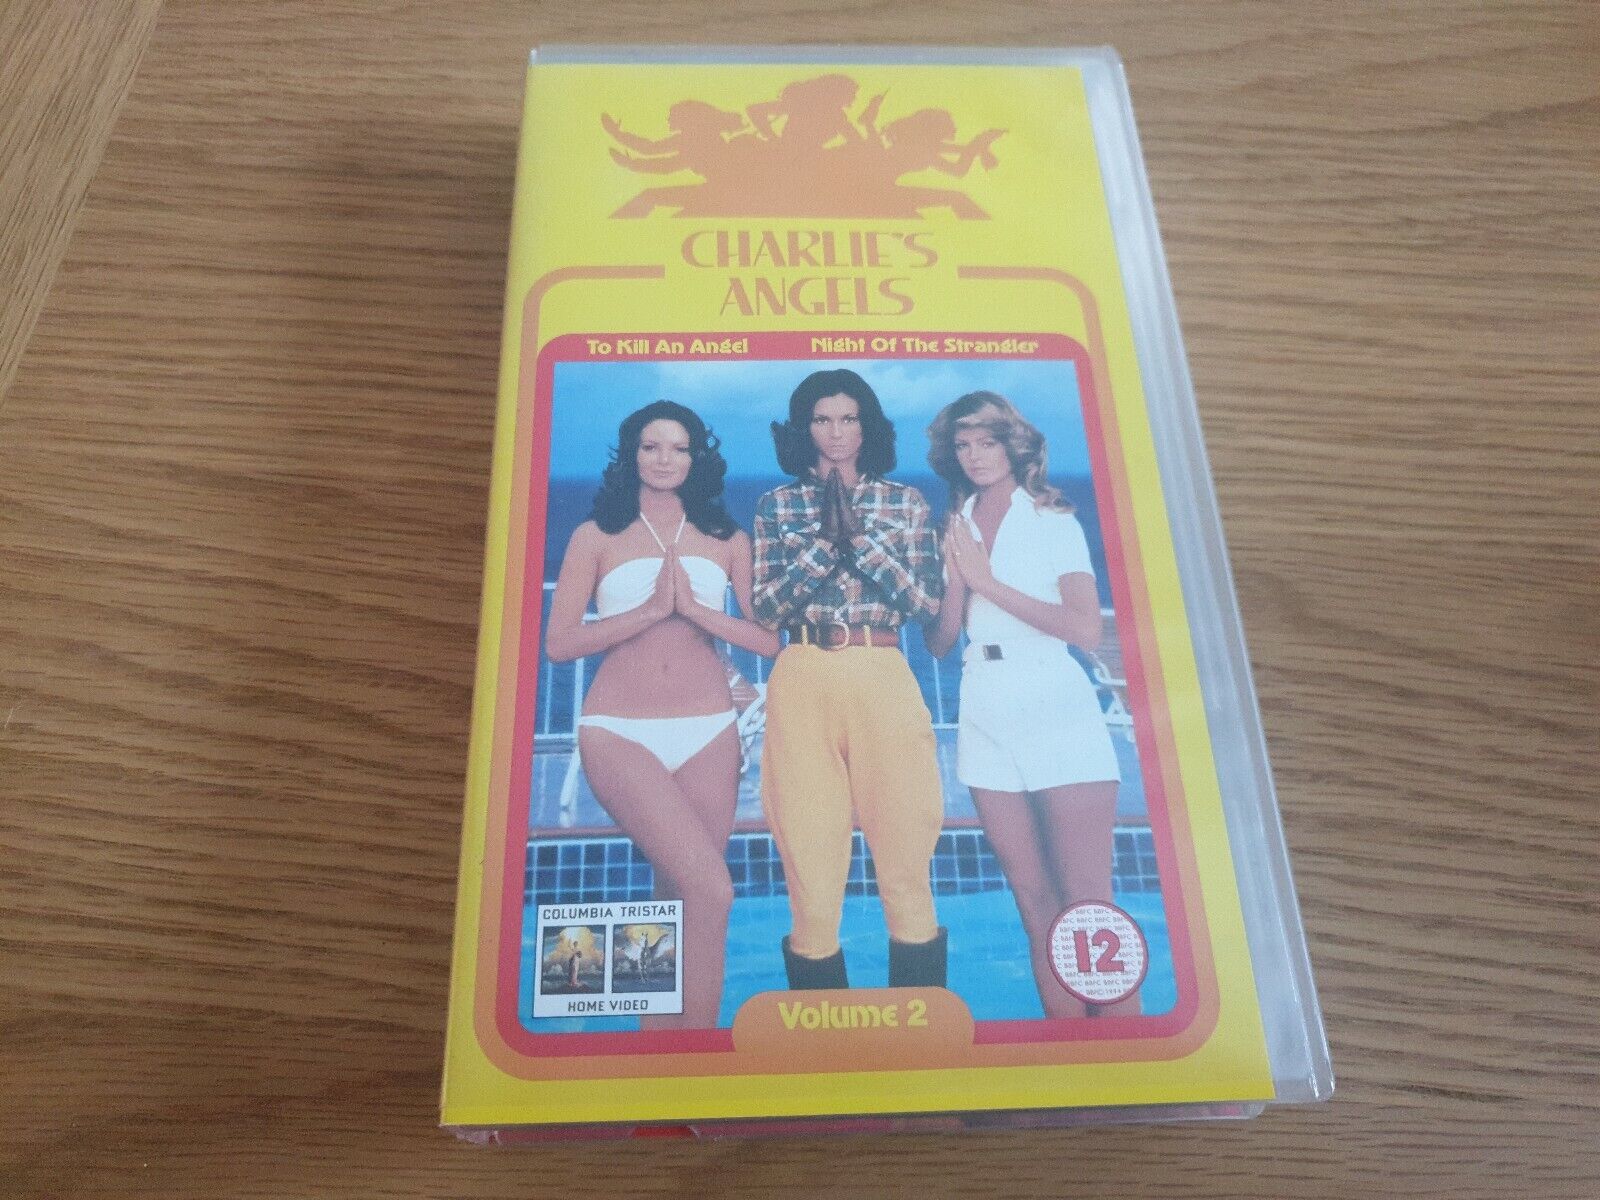 CHARLIE'S
ANGELS
To Kill An Angel Night Of The Strangler
COLUMBIA TRISTAR
HOME VIDEO
12
Volume 2